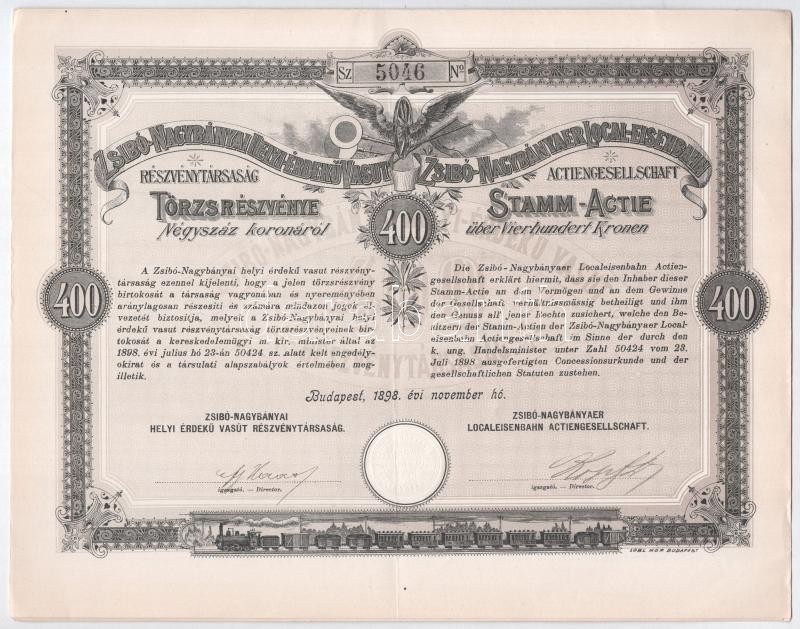 Sz 5046 No
ZSIBÓ-NAGYBÁNYAI HELYI-ÉRDEKŰ VASUT
RÉSZVÉNYTÁRSASÁG
TÖRZSRÉSZVÉNYE
Négyszáz koronáról
ZSIBÓ-NAGYBÁNYAER LOCAL-EISENBAHN
ACTIENGESELLSCHAFT
STAMM-ACTIE
über Vierhundert Kronen
400
400
400
A Zsibó-Nagybányai helyi érdekű vasut részvény-
társaság ezennel kijelenti, hogy a jelen törzsrészvény
birtokosát a társaság vagyonában és nyereményében
aránylagosan részesiti és számára mindazon jogok él-
vezetét biztosítja, melyek a Zsibó-Nagybányai helyi
érdekű vasut részvénytársaság törzsrészvényeinek bir-
tokosát a kereskedelemügyi m. kir. minister által az
1898. évi julius hó 23-án 50424 sz. alatt kelt engedély-
okirat és a társulati alapszabályok értelmében meg-
illetik.
Die Zsibó-Nagybányaer Localeisenbahn Actien-
gesellschaft erklärt hiermit, dass sie den Inhaber dieser
Stamm-Actie an dem Vermögen und an dem Gewinne
der Gesellschaft verhältnissmässig betheiligt und ihm
den Genuss all' jener Rechte zusichert, welche den Be-
sitzern der Stamm-Actien der Zsibó-Nagybányaer Local-
eisenbahn Actiengesellschaft im Sinne der durch den
k. ung. Handelsminister unter Zahl 50424 vom 23.
Juli 1898 ausgefertigten Concessionsurkunde und der
gesellschaftlichen Statuten zustehen.
Budapest, 1898. évi november hó.
ZSIBÓ-NAGYBÁNYAI
HELYI ÉRDEKŰ VASÚT RÉSZVÉNYTÁRSASÁG.
ZSIBÓ-NAGYBÁNYAER
LOCALEISENBAHN ACTIENGESELLSCHAFT.
igazgató. — Director.
igazgató. — Director.
LÖBL MÓR BUDAPEST